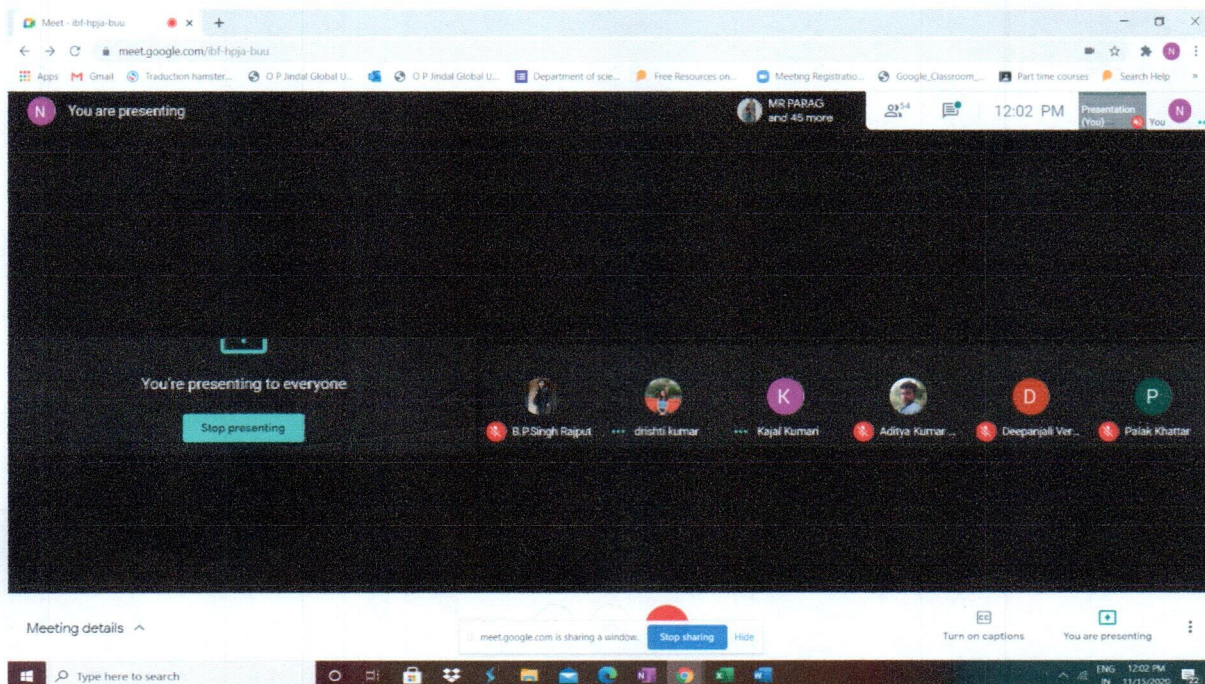 Meet - ibf-hpja-buu
meet.google.com/ibf-hpja-buu
Apps Gmail Traduction hamster... O P Jindal Global U... O P Jindal Global U... Department of scie... Free Resources on... Meeting Registratio... Google_Classroom_... Part time courses Search Help »
N You are presenting
MR PARAG
and 45 more
54
12:02 PM
Presentation
(You)
You
N
You're presenting to everyone
Stop presenting
K
D
P
B.P.Singh Rajput
drishti kumar
Kajal Kumari
Aditya Kumar ...
Deepanjali Ver...
Palak Khattar
Meeting details
meet.google.com is sharing a window. Stop sharing Hide
Turn on captions
You are presenting
Type here to search
ENG 12:02 PM
IN 11/15/2020
22